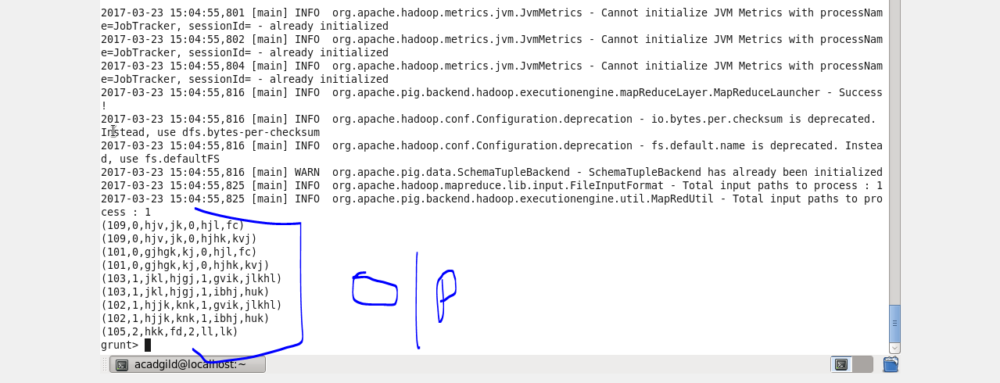 2017-03-23 15:04:55,801 [main] INFO  org.apache.hadoop.metrics.jvm.JvmMetrics - Cannot initialize JVM Metrics with processNam
e=JobTracker, sessionId= - already initialized
2017-03-23 15:04:55,802 [main] INFO  org.apache.hadoop.metrics.jvm.JvmMetrics - Cannot initialize JVM Metrics with processNam
e=JobTracker, sessionId= - already initialized
2017-03-23 15:04:55,804 [main] INFO  org.apache.hadoop.metrics.jvm.JvmMetrics - Cannot initialize JVM Metrics with processNam
e=JobTracker, sessionId= - already initialized
2017-03-23 15:04:55,816 [main] INFO  org.apache.pig.backend.hadoop.executionengine.mapReduceLayer.MapReduceLauncher - Success
!
2017-03-23 15:04:55,816 [main] INFO  org.apache.hadoop.conf.Configuration.deprecation - io.bytes.per.checksum is deprecated.
Instead, use dfs.bytes-per-checksum
2017-03-23 15:04:55,816 [main] INFO  org.apache.hadoop.conf.Configuration.deprecation - fs.default.name is deprecated. Instea
d, use fs.defaultFS
2017-03-23 15:04:55,816 [main] WARN  org.apache.pig.data.SchemaTupleBackend - SchemaTupleBackend has already been initialized
2017-03-23 15:04:55,825 [main] INFO  org.apache.hadoop.mapreduce.lib.input.FileInputFormat - Total input paths to process : 1
2017-03-23 15:04:55,825 [main] INFO  org.apache.pig.backend.hadoop.executionengine.util.MapRedUtil - Total input paths to pro
cess : 1
(109,0,hjv,jk,0,hjl,fc)
(109,0,hjv,jk,0,hjhk,kvj)
(101,0,gjhgk,kj,0,hjl,fc)
(101,0,gjhgk,kj,0,hjhk,kvj)
(103,1,jkl,hjgj,1,gvik,jlkhl)
(103,1,jkl,hjgj,1,ibhj,huk)
(102,1,hjjk,knk,1,gvik,jlkhl)
(102,1,hjjk,knk,1,ibhj,huk)
(105,2,hkk,fd,2,ll,lk)
grunt>
o|p
acadgild@localhost:~